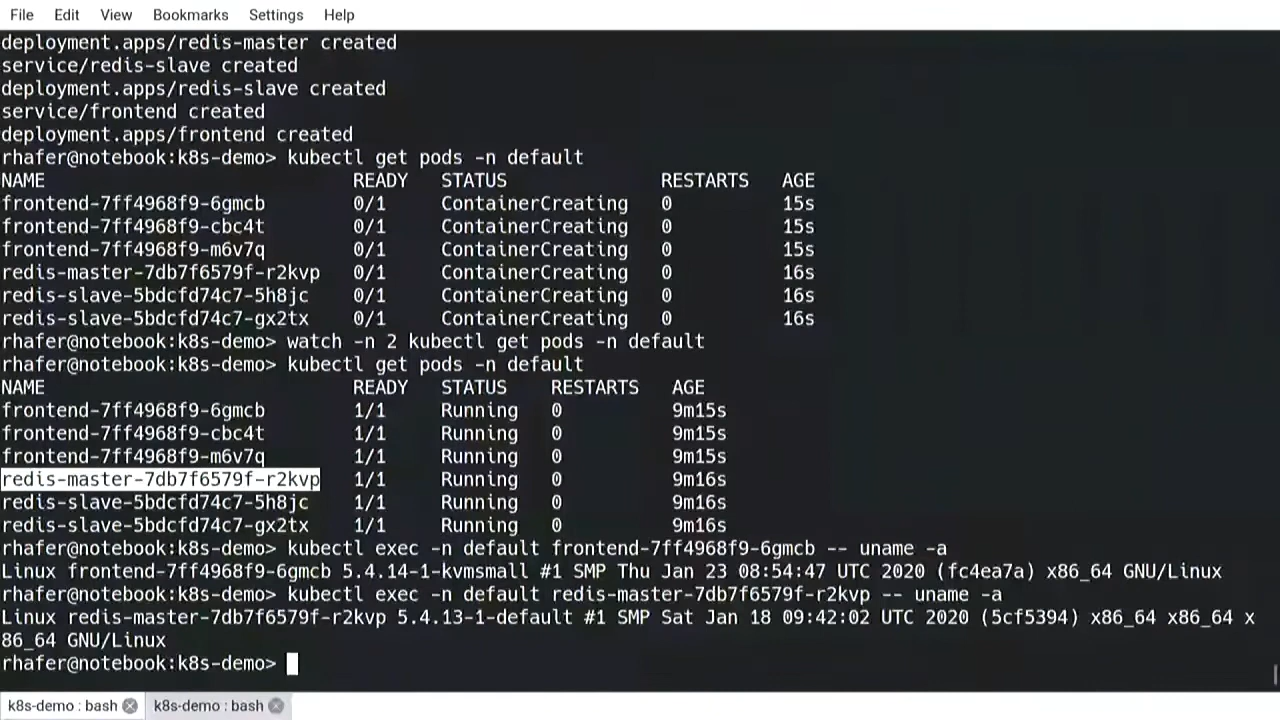 File Edit View Bookmarks Settings Help
deployment.apps/redis-master created
service/redis-slave created
deployment.apps/redis-slave created
service/frontend created
deployment.apps/frontend created
rhafer@notebook:k8s-demo> kubectl get pods -n default
NAME READY STATUS RESTARTS AGE
frontend-7ff4968f9-6gmcb 0/1 ContainerCreating 0 15s
frontend-7ff4968f9-cbc4t 0/1 ContainerCreating 0 15s
frontend-7ff4968f9-m6v7q 0/1 ContainerCreating 0 15s
redis-master-7db7f6579f-r2kvp 0/1 ContainerCreating 0 16s
redis-slave-5bdcfd74c7-5h8jc 0/1 ContainerCreating 0 16s
redis-slave-5bdcfd74c7-gx2tx 0/1 ContainerCreating 0 16s
rhafer@notebook:k8s-demo> watch -n 2 kubectl get pods -n default
rhafer@notebook:k8s-demo> kubectl get pods -n default
NAME READY STATUS RESTARTS AGE
frontend-7ff4968f9-6gmcb 1/1 Running 0 9m15s
frontend-7ff4968f9-cbc4t 1/1 Running 0 9m15s
frontend-7ff4968f9-m6v7q 1/1 Running 0 9m15s
redis-master-7db7f6579f-r2kvp 1/1 Running 0 9m16s
redis-slave-5bdcfd74c7-5h8jc 1/1 Running 0 9m16s
redis-slave-5bdcfd74c7-gx2tx 1/1 Running 0 9m16s
rhafer@notebook:k8s-demo> kubectl exec -n default frontend-7ff4968f9-6gmcb -- uname -a
Linux frontend-7ff4968f9-6gmcb 5.4.14-1-kvmsmall #1 SMP Thu Jan 23 08:54:47 UTC 2020 (fc4ea7a) x86_64 GNU/Linux
rhafer@notebook:k8s-demo> kubectl exec -n default redis-master-7db7f6579f-r2kvp -- uname -a
Linux redis-master-7db7f6579f-r2kvp 5.4.13-1-default #1 SMP Sat Jan 18 09:42:02 UTC 2020 (5cf5394) x86_64 x86_64 x
86_64 GNU/Linux
rhafer@notebook:k8s-demo>
k8s-demo : bash k8s-demo : bash